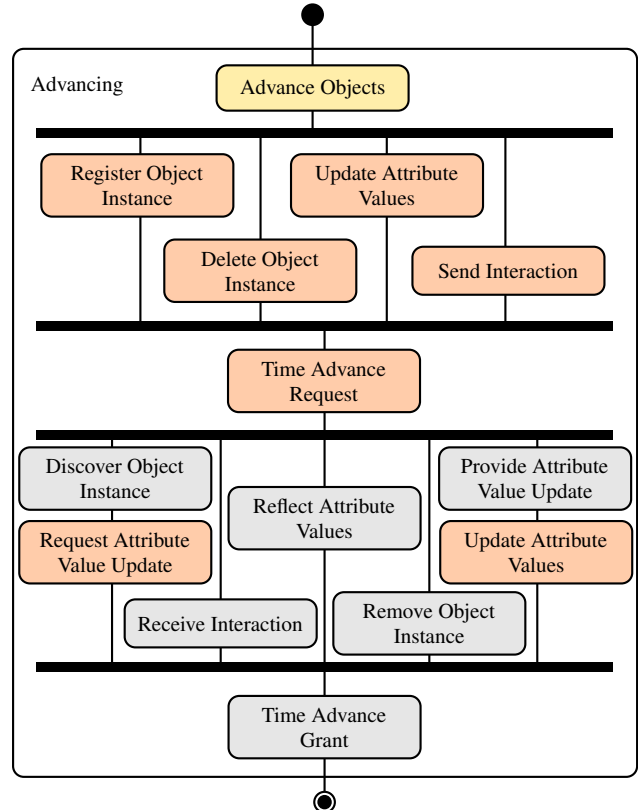 Advancing
Advance Objects
Register Object
Instance
Update Attribute
Values
Delete Object
Instance
Send Interaction
Time Advance
Request
Discover Object
Instance
Provide Attribute
Value Update
Reflect Attribute
Values
Request Attribute
Value Update
Update Attribute
Values
Receive Interaction
Remove Object
Instance
Time Advance
Grant